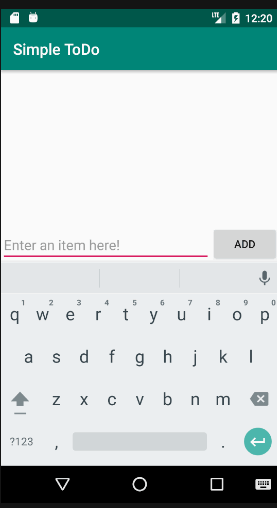 LTE 12:20
Simple ToDo
Enter an item here!
ADD
1 2 3 4 5 6 7 8 9 0
q w e r t y u i o p
a s d f g h j k l
z x c v b n m
?123 , .